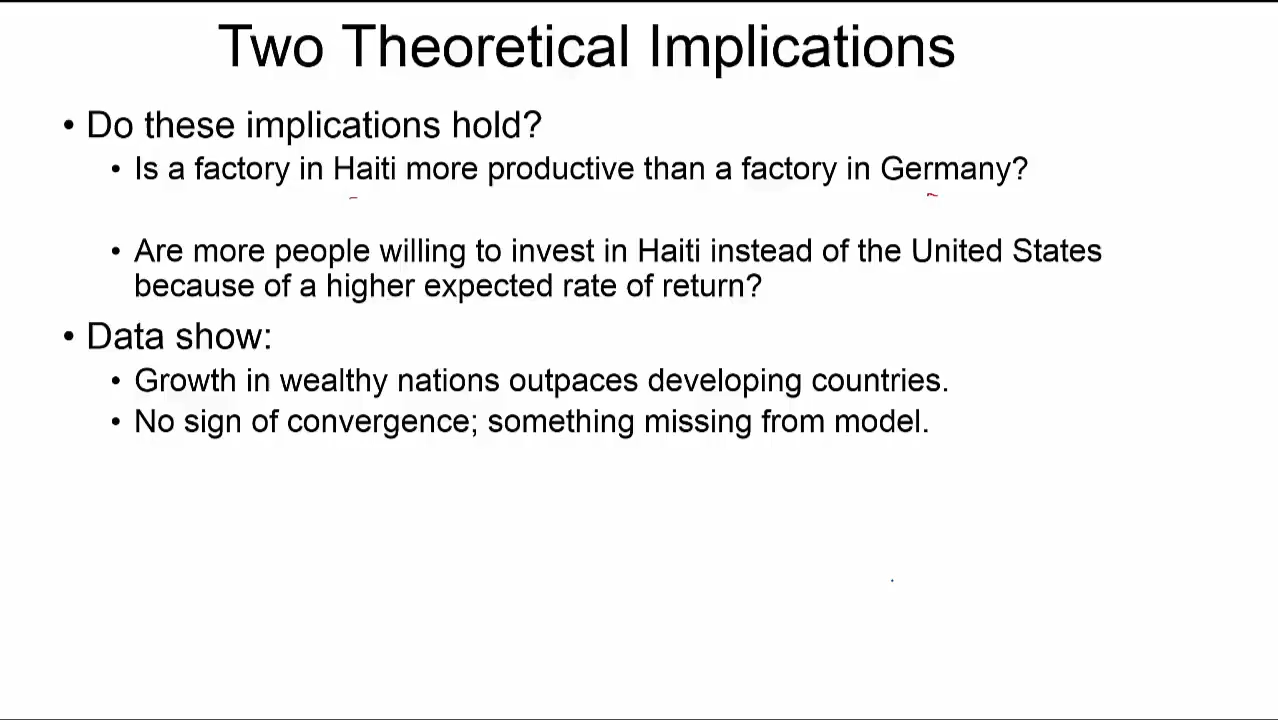 Two Theoretical Implications
• Do these implications hold?
• Is a factory in Haiti more productive than a factory in Germany?
• Are more people willing to invest in Haiti instead of the United States
because of a higher expected rate of return?
• Data show:
• Growth in wealthy nations outpaces developing countries.
• No sign of convergence; something missing from model.